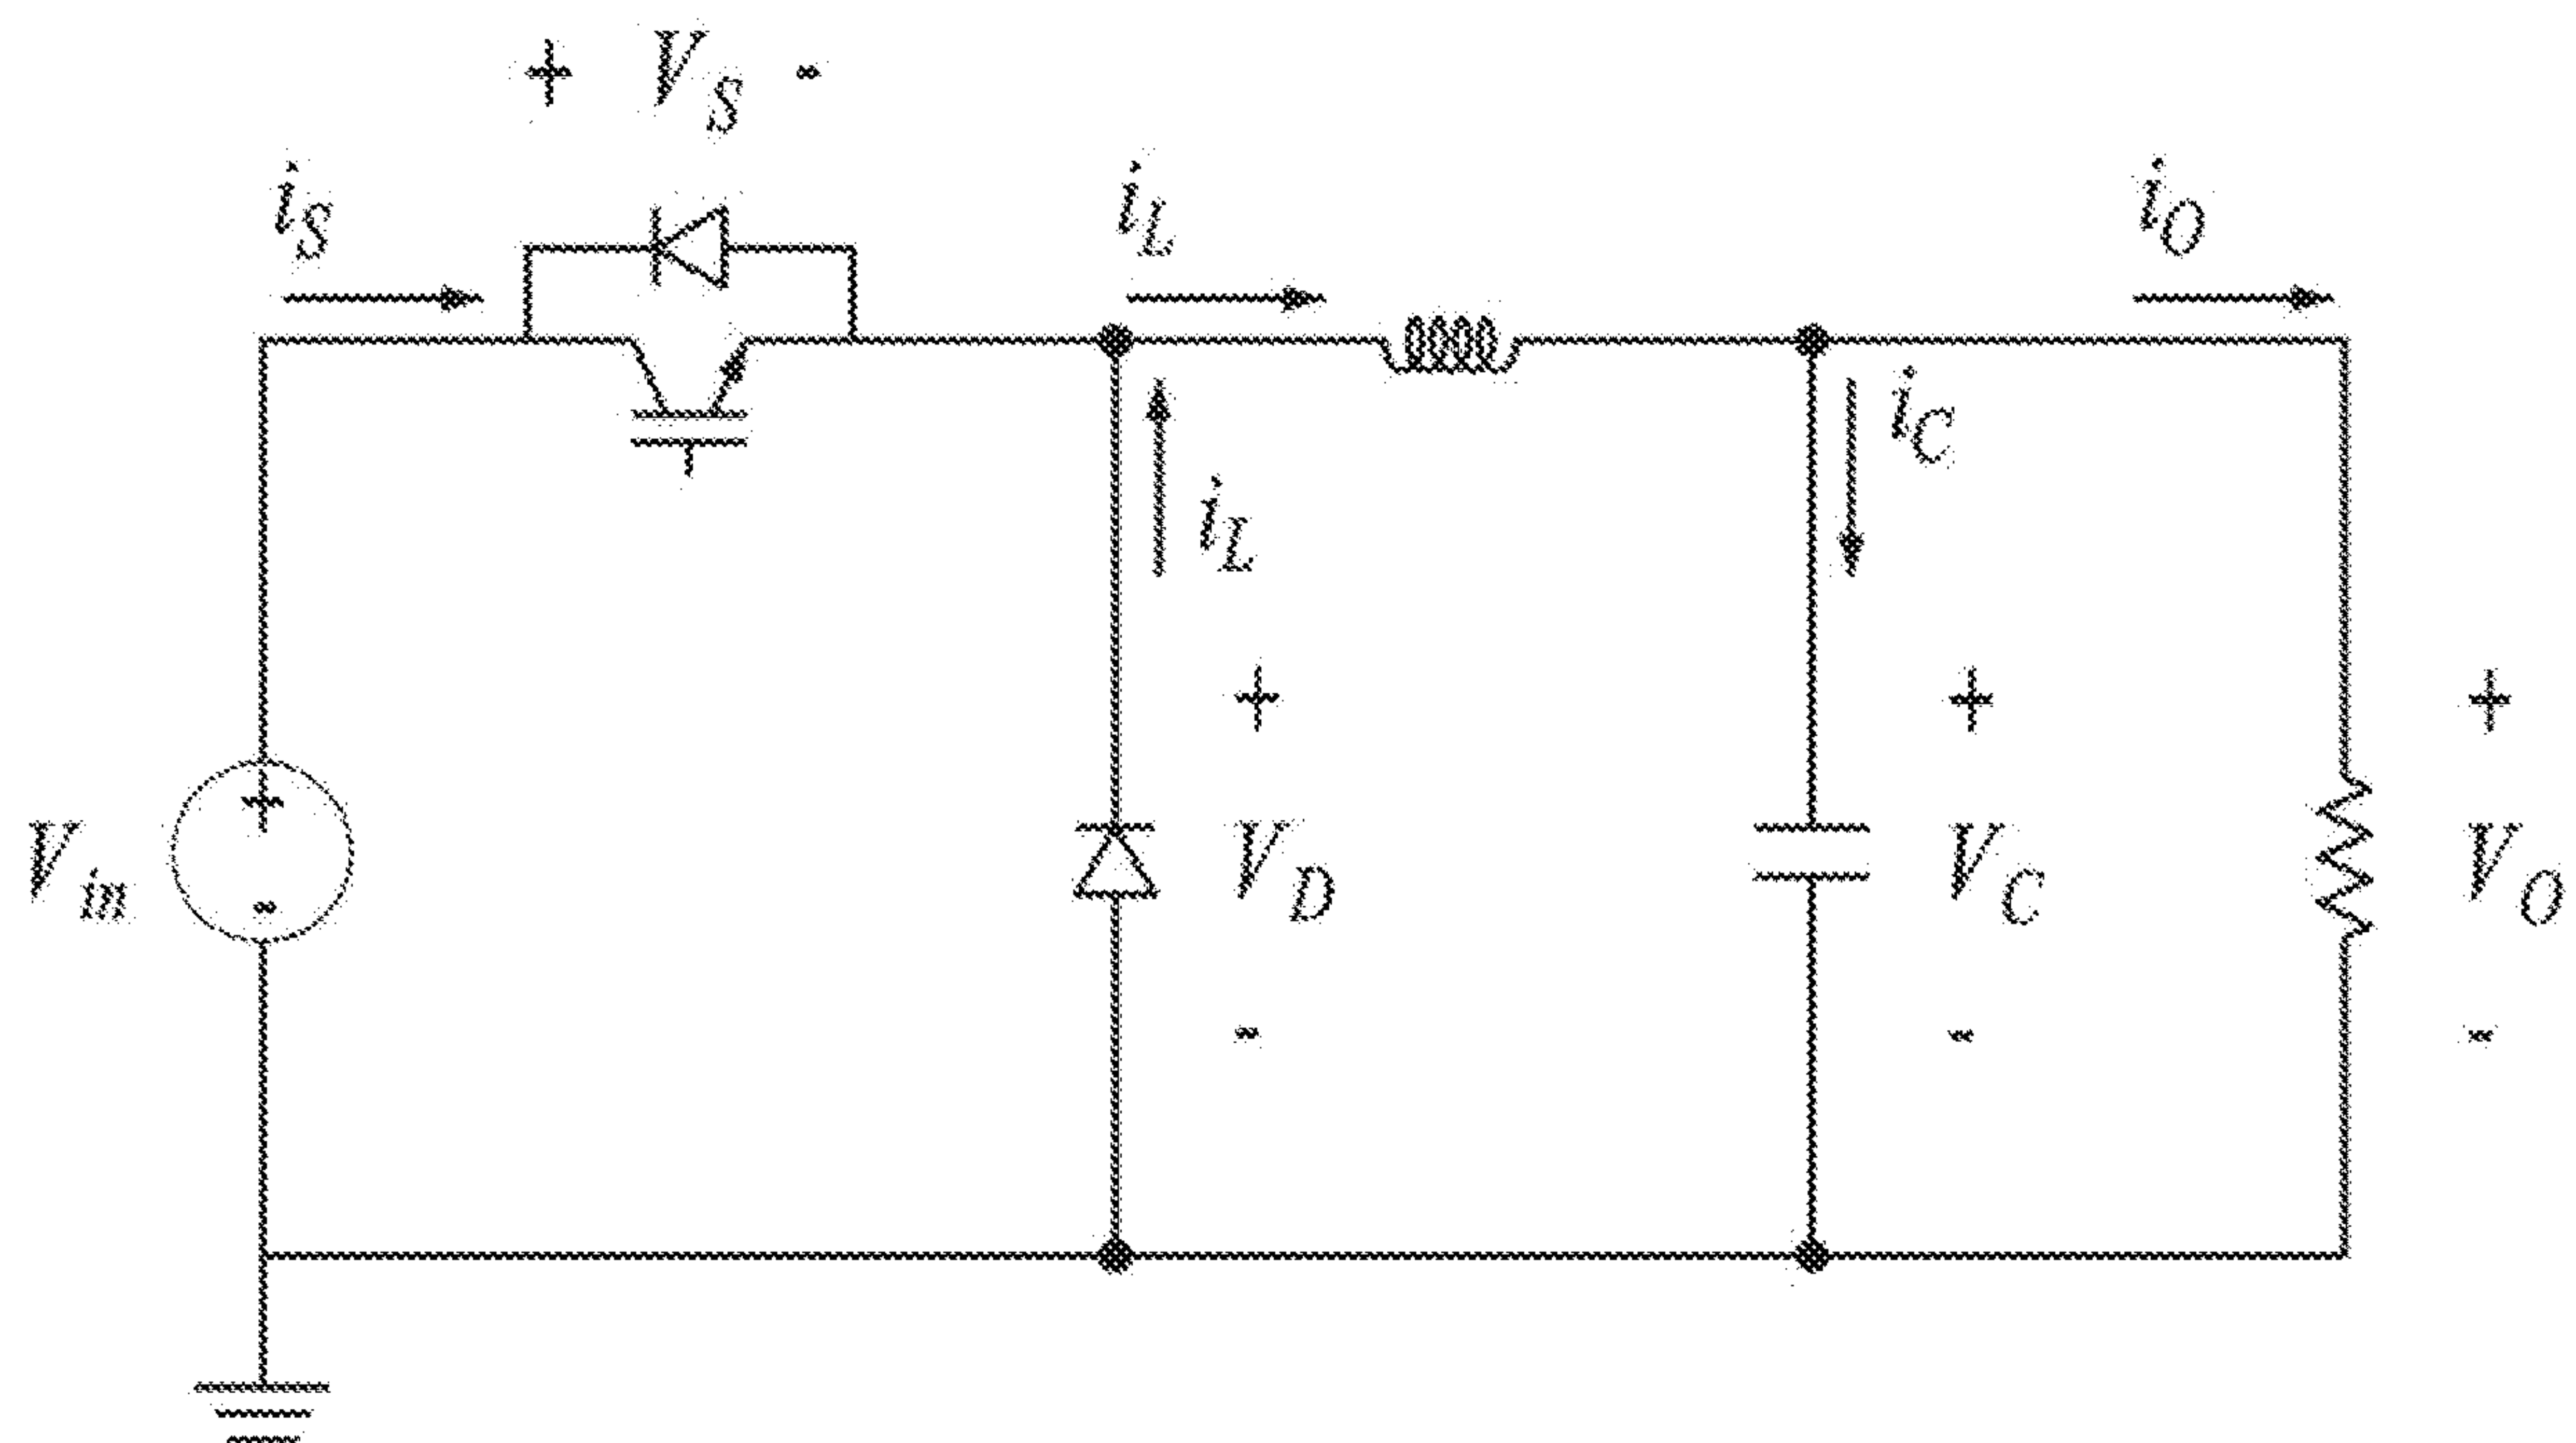 + V_S -
i_S
i_L
i_O
i_C
i_L
+
+
+
+
V_in
V_D
V_C
V_O
-
-
-
-